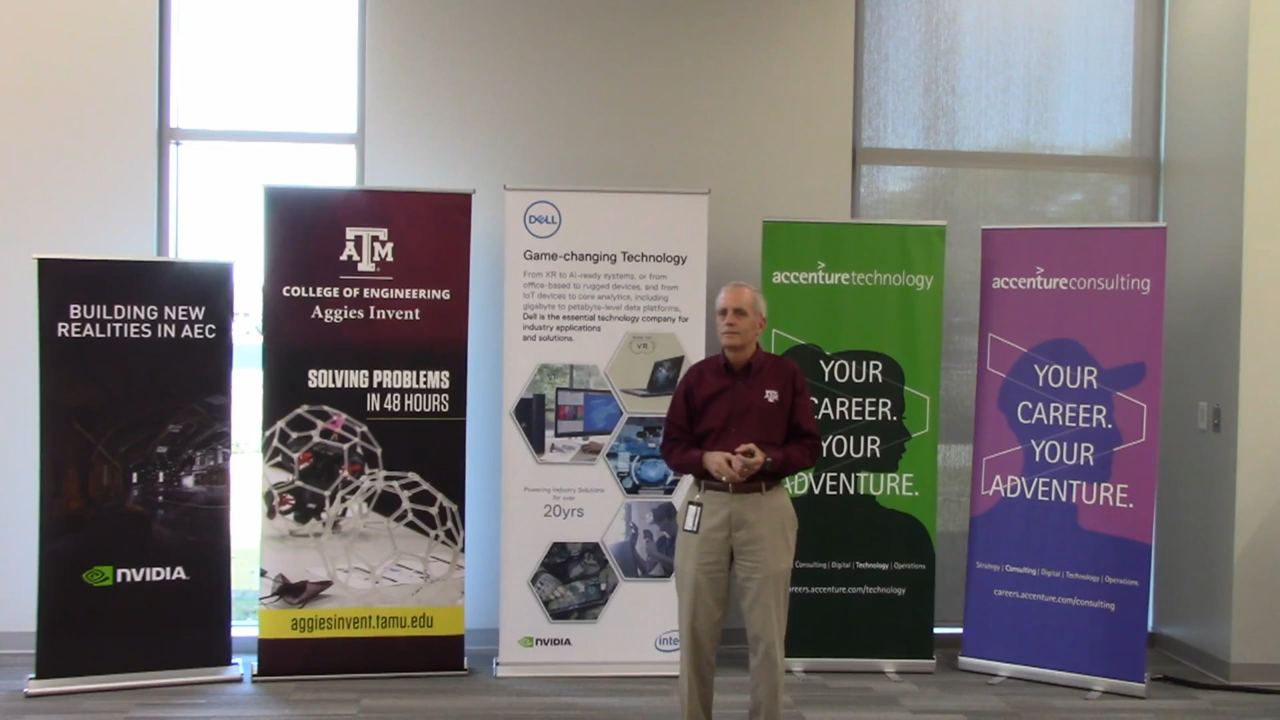 BUILDING NEW
REALITIES IN AEC
NVIDIA.
ĀTM
COLLEGE OF ENGINEERING
Aggies Invent
SOLVING PROBLEMS
IN 48 HOURS
aggiesinvent.tamu.edu
DELL
Game-changing Technology
From XR to AI-ready systems, or from
office-based to rugged devices, and from
IoT devices to core analytics, including
gigabyte to petabyte-level data platforms,
Dell is the essential technology company for
industry applications
and solutions.
VR
Powering Industry Solutions
for over
20yrs
NVIDIA.
inte
ATM
accenturetechnology
YOUR
CAREER.
YOUR
ADVENTURE.
Consulting | Digital | Technology | Operations
reers.accenture.com/technology
accentureconsulting
YOUR
CAREER.
YOUR
ADVENTURE.
Strategy | Consulting | Digital | Technology | Operations
careers.accenture.com/consulting